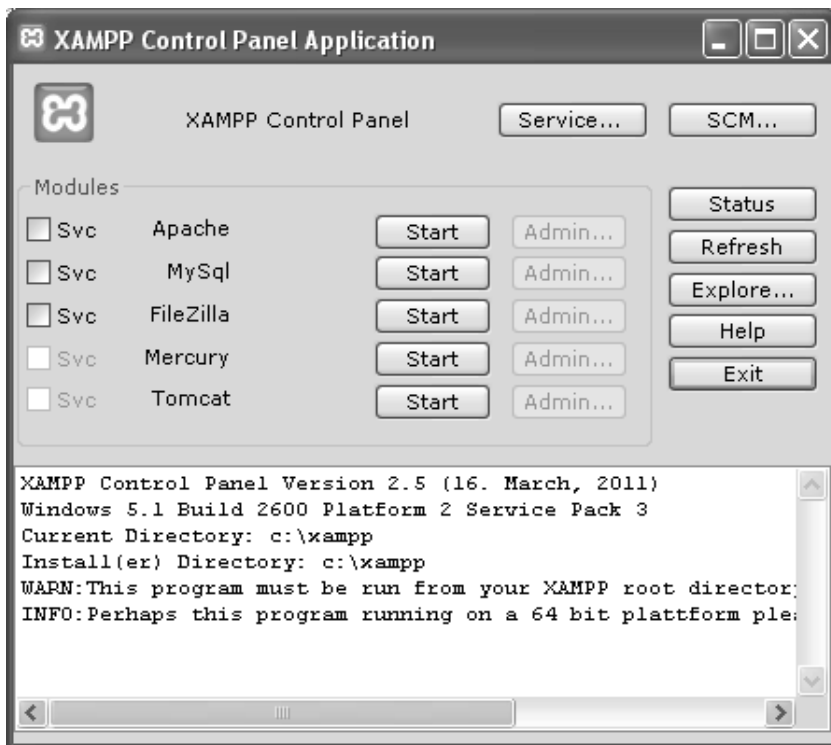 XAMPP Control Panel Application
XAMPP Control Panel Service... SCM...
Modules
Svc Apache Start Admin...
Svc MySql Start Admin...
Svc FileZilla Start Admin...
Svc Mercury Start Admin...
Svc Tomcat Start Admin...
Status
Refresh
Explore...
Help
Exit
XAMPP Control Panel Version 2.5 (16. March, 2011)
Windows 5.1 Build 2600 Platform 2 Service Pack 3
Current Directory: c:\xampp
Install(er) Directory: c:\xampp
WARN:This program must be run from your XAMPP root
INFO:Perhaps this program running on a 64 bit plattform